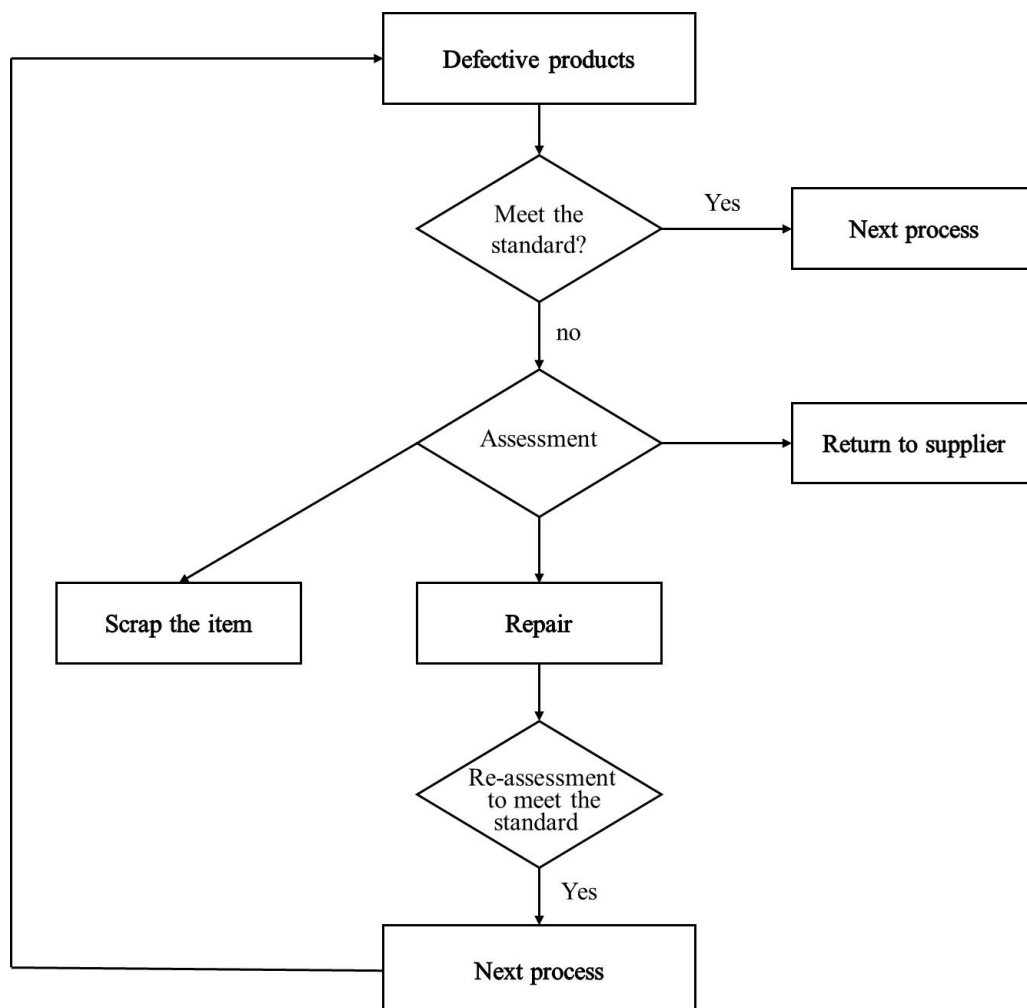 Defective products
Meet the
standard?
Yes
Next process
no
Assessment
Return to supplier
Scrap the item
Repair
Re-assessment
to meet the
standard
Yes
Next process